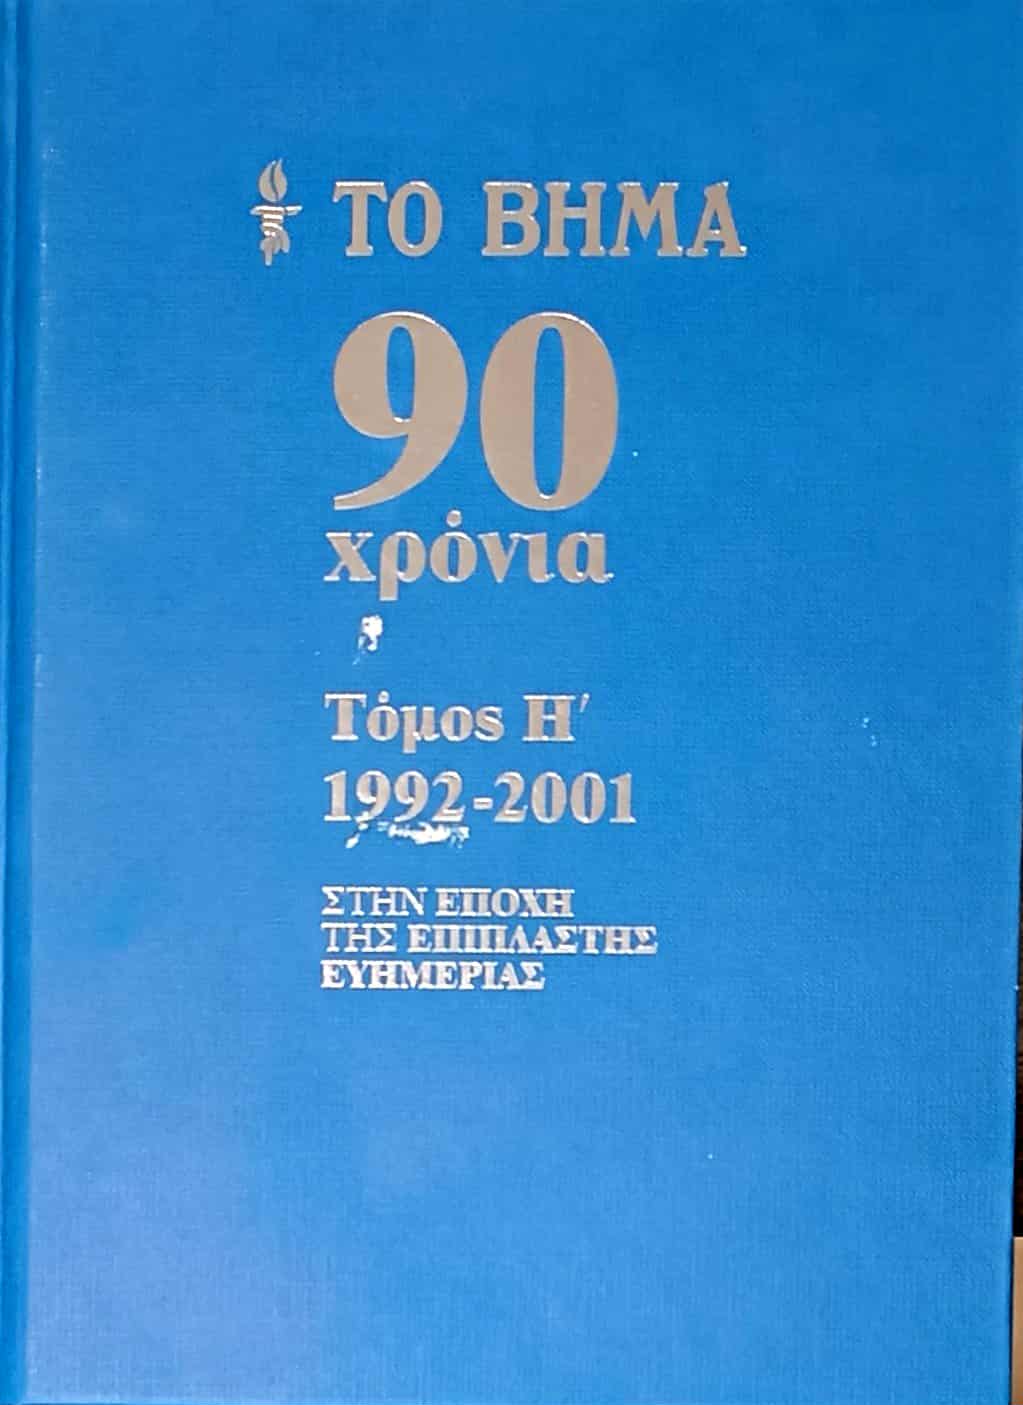 ΤΟ ΒΗΜΑ
90
χρόνια
Τόμος Η'
1992-2001
ΣΤΗΝ ΕΠΟΧΗ
ΤΗΣ ΕΠΙΠΛΑΣΤΗΣ
ΕΥΗΜΕΡΙΑΣ